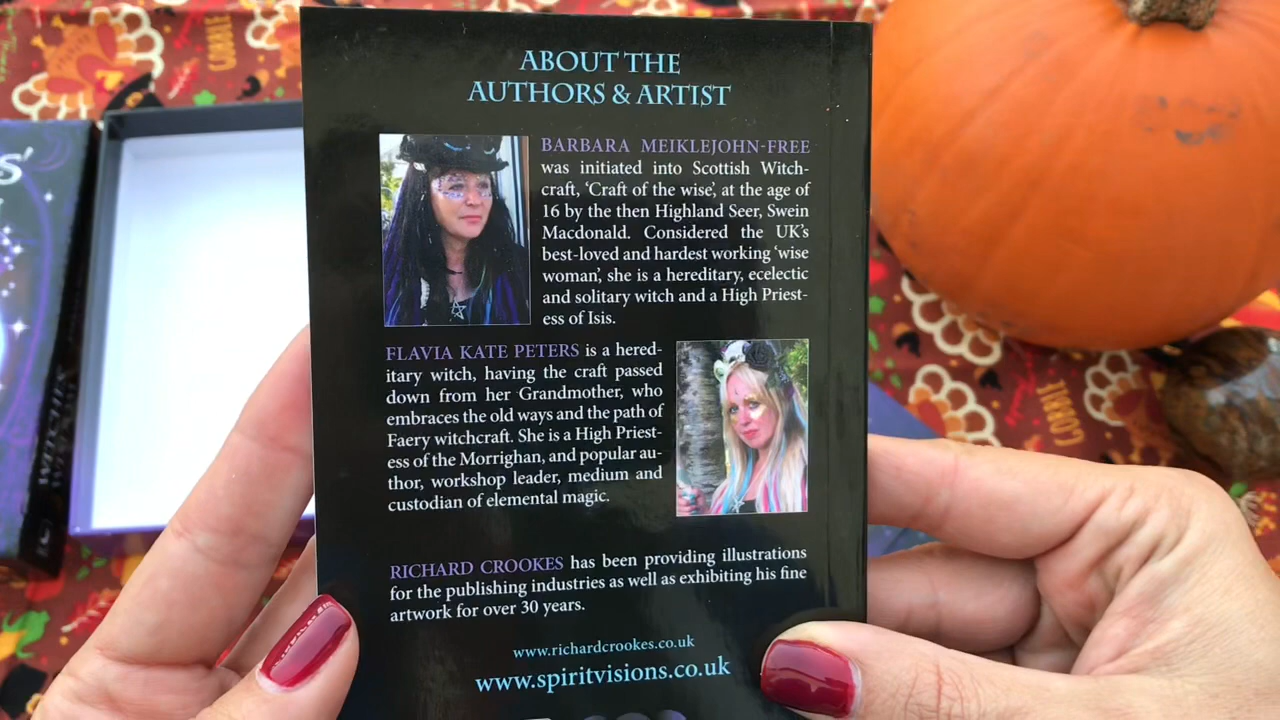 ABOUT THE
AUTHORS & ARTIST
BARBARA MEIKLEJOHN-FREE
was initiated into Scottish Witch-
craft, ‘Craft of the wise’, at the age of
16 by the then Highland Seer, Swein
Macdonald. Considered the UK’s
best-loved and hardest working ‘wise
woman’, she is a hereditary, ecelectic
and solitary witch and a High Priest-
ess of Isis.
FLAVIA KATE PETERS is a hered-
itary witch, having the craft passed
down from her Grandmother, who
embraces the old ways and the path of
Faery witchcraft. She is a High Priest-
ess of the Morrighan, and popular au-
thor, workshop leader, medium and
custodian of elemental magic.
RICHARD CROOKES has been providing illustrations
for the publishing industries as well as exhibiting his fine
artwork for over 30 years.
www.richardcrookes.co.uk
www.spiritvisions.co.uk
GOBBLE
GOBBLE